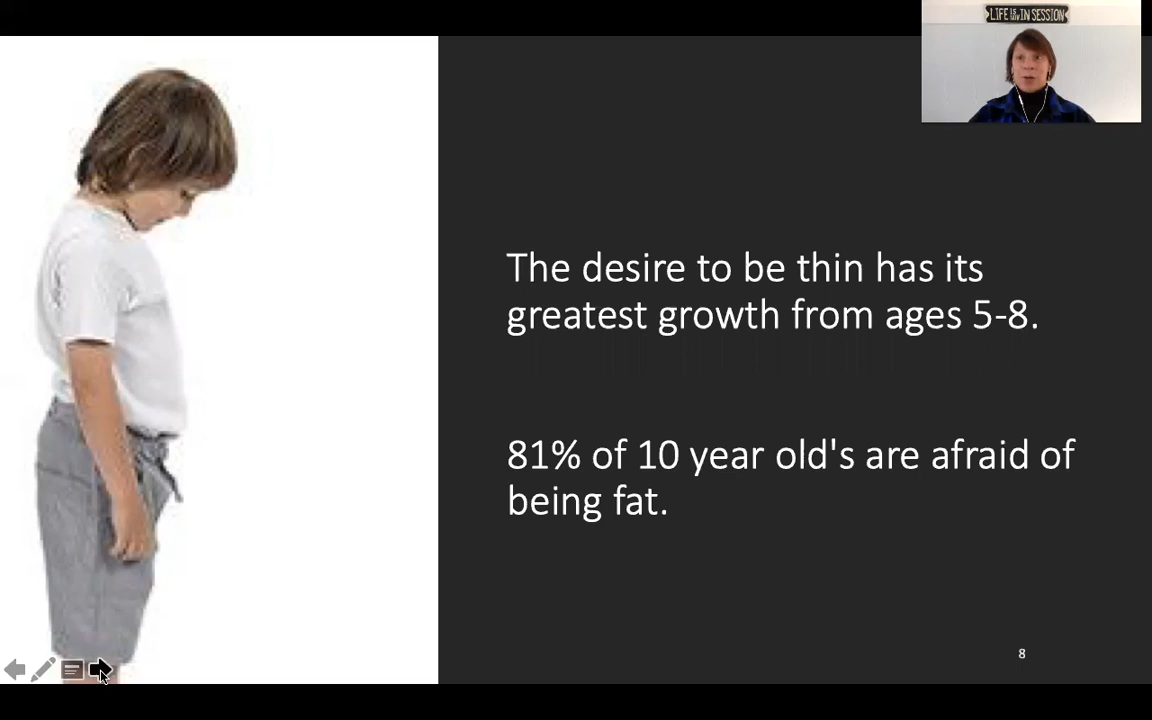 LIFE IS IN SESSION
The desire to be thin has its
greatest growth from ages 5-8.
81% of 10 year old's are afraid of
being fat.
8